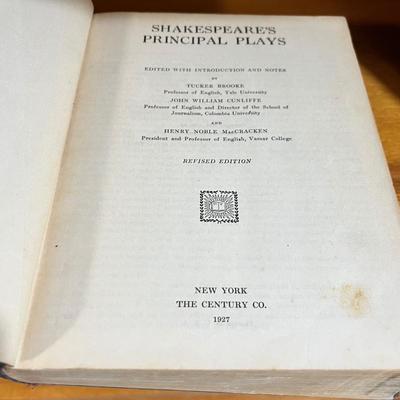 SHAKESPEARE'S
PRINCIPAL PLAYS
EDITED WITH INTRODUCTION AND NOTES
BY
TUCKER BROOKE
Professor of English, Yale University
JOHN WILLIAM CUNLIFFE
Professor of English and Director of the School of
Journalism, Columbia University
AND
HENRY NOBLE MacCRACKEN
President and Professor of English, Vassar College
REVISED EDITION
NEW YORK
THE CENTURY CO.
1927